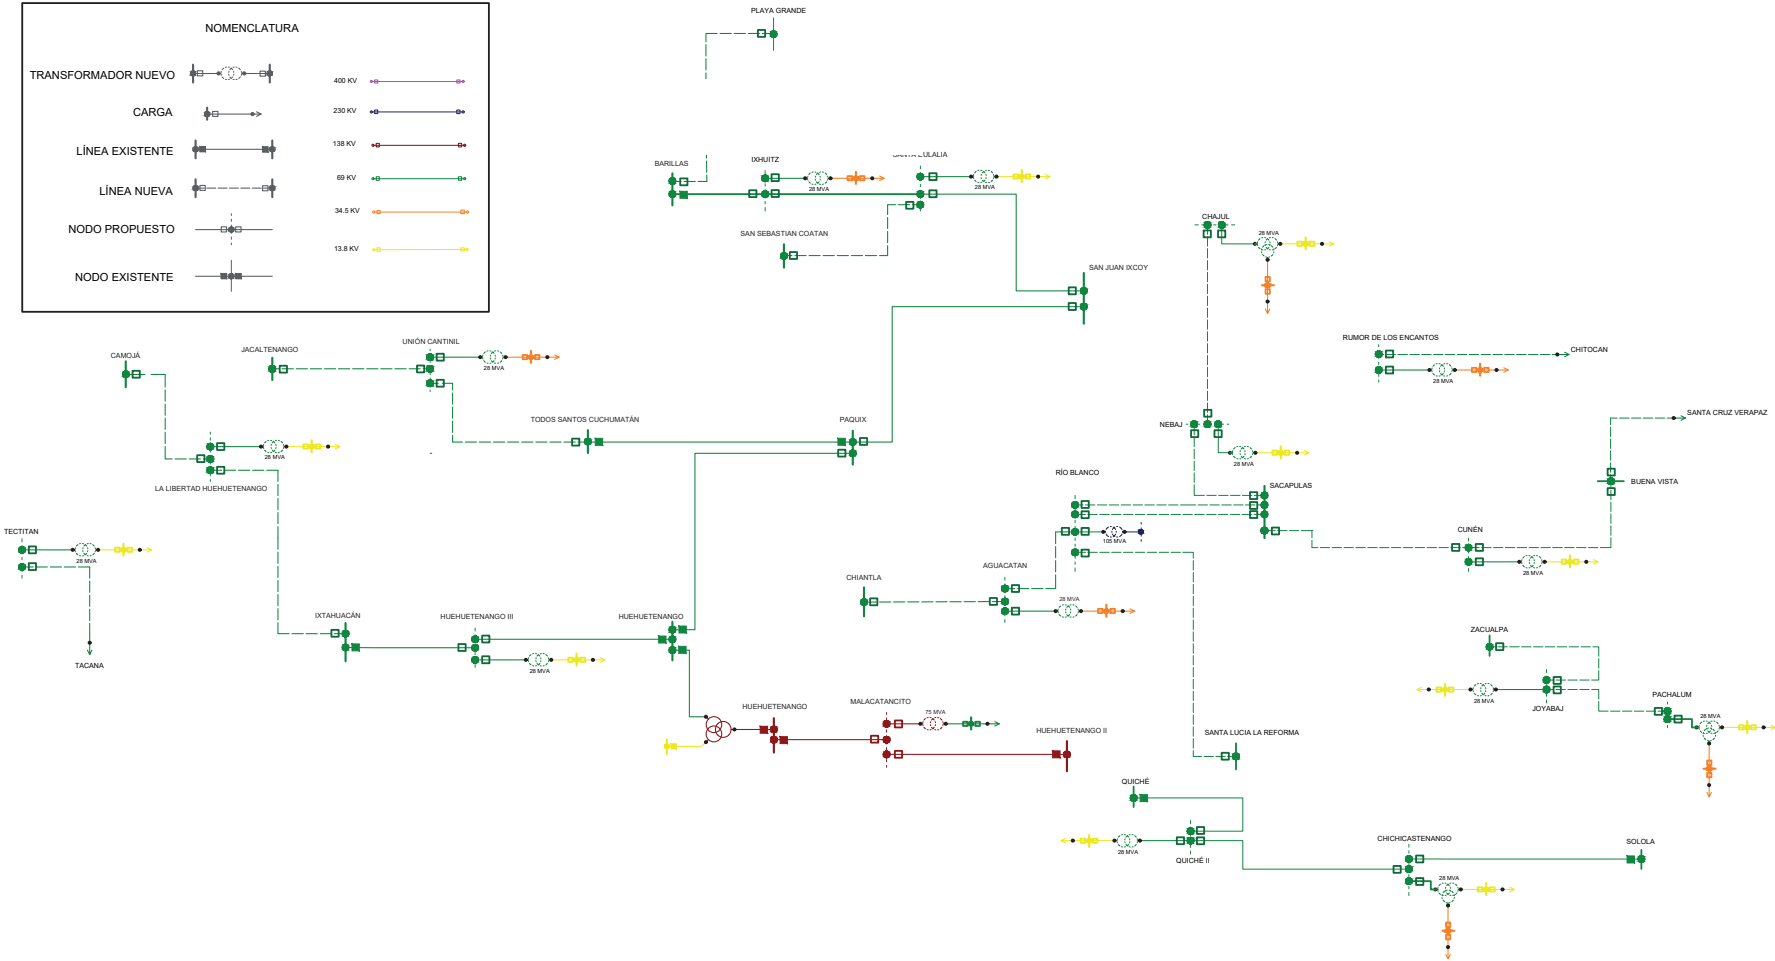 NOMENCLATURA
TRANSFORMADOR NUEVO
CARGA
LÍNEA EXISTENTE
LÍNEA NUEVA
NODO PROPUESTO
NODO EXISTENTE
400 KV
230 KV
138 KV
69 KV
34.5 KV
13.8 KV
PLAYA GRANDE
BARILLAS
IXHUITZ
28 MVA
SANTA EULALIA
28 MVA
SAN SEBASTIAN COATAN
SAN JUAN IXCOY
CHAJUL
28 MVA
RUMOR DE LOS ENCANTOS
CHITOCAN
28 MVA
CAMOJÁ
JACALTENANGO
UNIÓN CANTINIL
28 MVA
TODOS SANTOS CUCHUMATÁN
PAQUIX
NEBAJ
28 MVA
SANTA CRUZ VERAPAZ
BUENA VISTA
28 MVA
LA LIBERTAD HUEHUETENANGO
RÍO BLANCO
SACAPULAS
105 MVA
CUNÉN
28 MVA
TECTITAN
28 MVA
TACANA
CHIANTLA
AGUACATAN
28 MVA
IXTAHUACÁN
HUEHUETENANGO III
28 MVA
HUEHUETENANGO
ZACUALPA
28 MVA
JOYABAJ
PACHALUM
28 MVA
HUEHUETENANGO
MALACATANCITO
75 MVA
HUEHUETENANGO II
SANTA LUCIA LA REFORMA
QUICHÉ
28 MVA
QUICHÉ II
CHICHICASTENANGO
28 MVA
SOLOLA